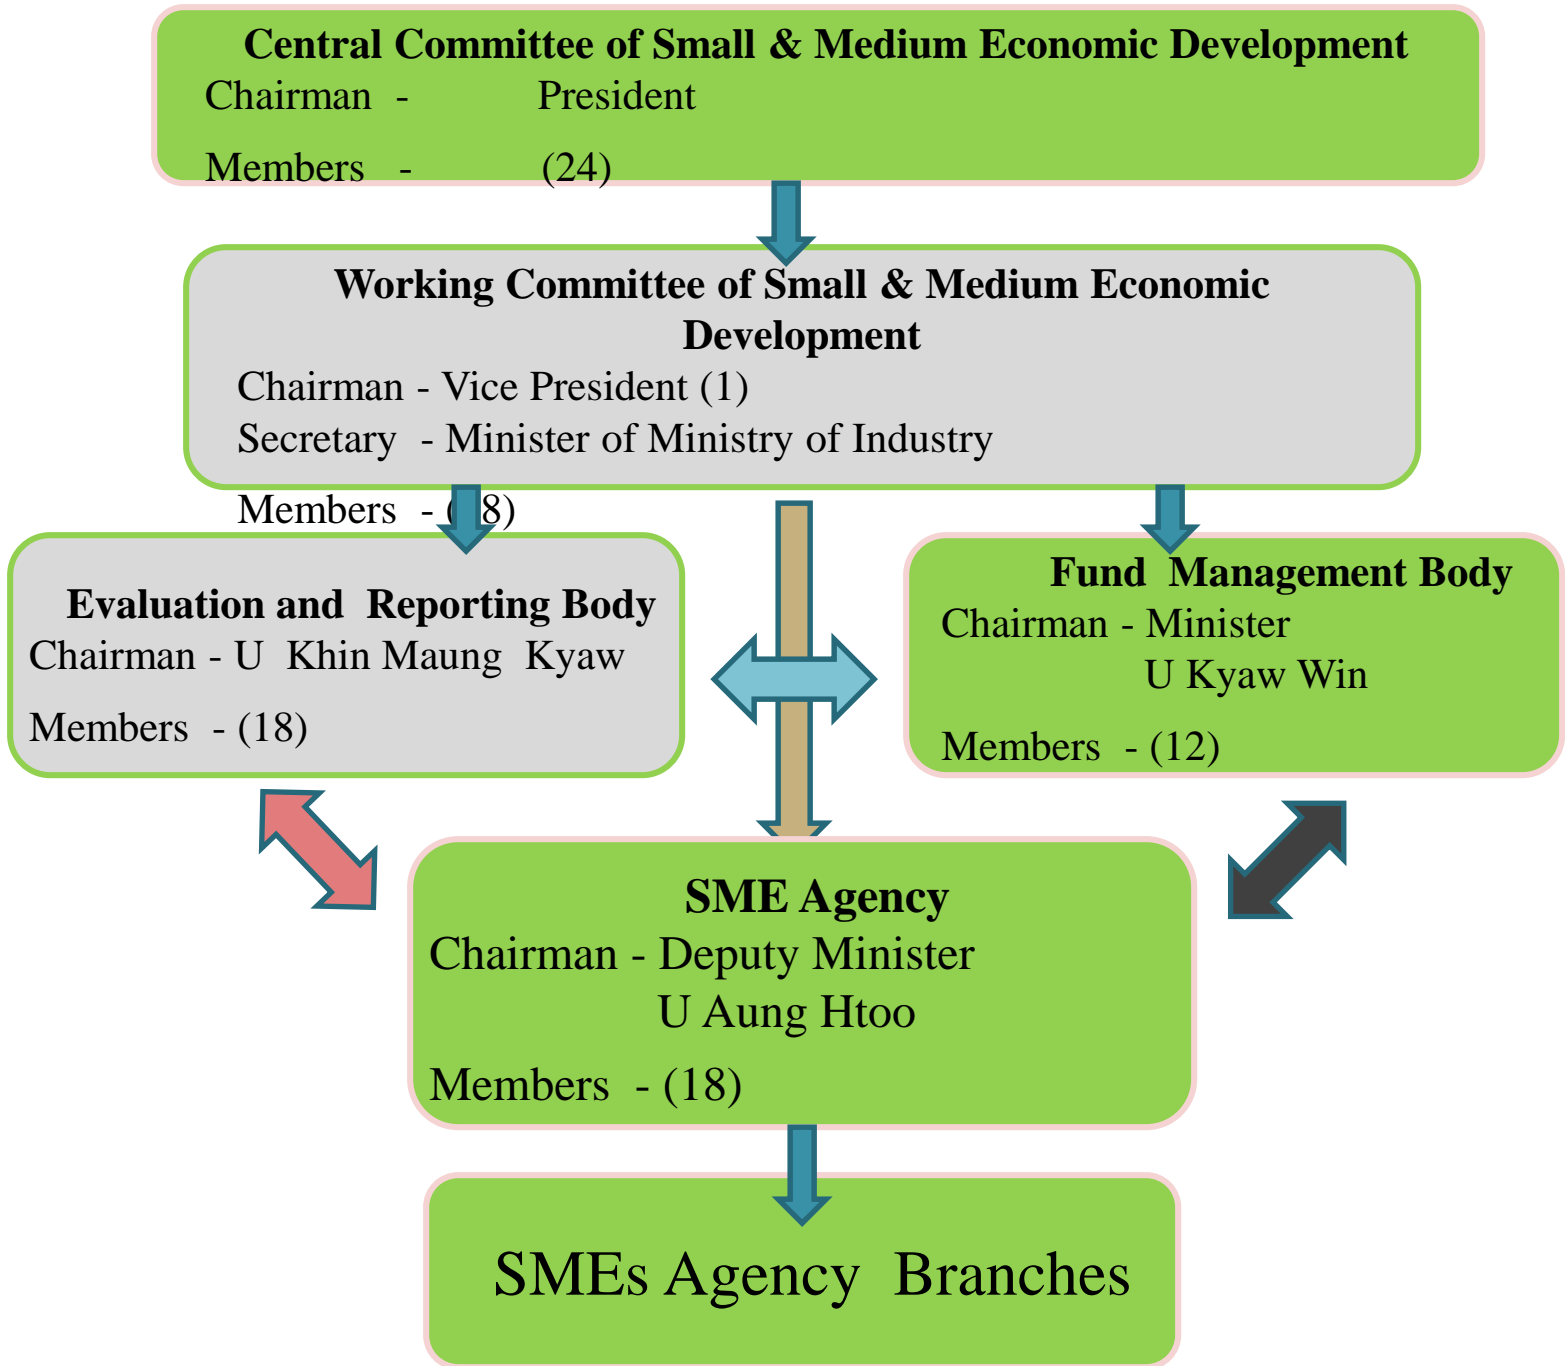 Central Committee of Small & Medium Economic Development
Chairman - President
Members - (24)
Working Committee of Small & Medium Economic
Development
Chairman - Vice President (1)
Secretary - Minister of Ministry of Industry
Members -
Evaluation and Reporting Body
Chairman - U Khin Maung Kyaw
Members - (18)
Fund Management Body
Chairman - Minister
U Kyaw Win
Members - (12)
SME Agency
Chairman - Deputy Minister
U Aung Htoo
Members - (18)
SMEs Agency Branches